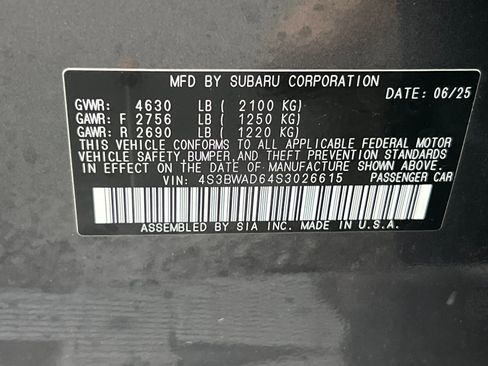 MFD BY SUBARU CORPORATION
DATE: 06/25
GVWR: 4630 LB ( 2100 KG)
GAWR: F 2756 LB ( 1250 KG)
GAWR: R 2690 LB ( 1220 KG)
THIS VEHICLE CONFORMS TO ALL APPLICABLE FEDERAL MOTOR
VEHICLE SAFETY, BUMPER, AND THEFT PREVENTION STANDARDS
IN EFFECT ON THE DATE OF MANUFACTURE SHOWN ABOVE.
VIN: 4S3BWAD64S3026615 PASSENGER CAR
ASSEMBLED BY SIA INC. MADE IN U.S.A.